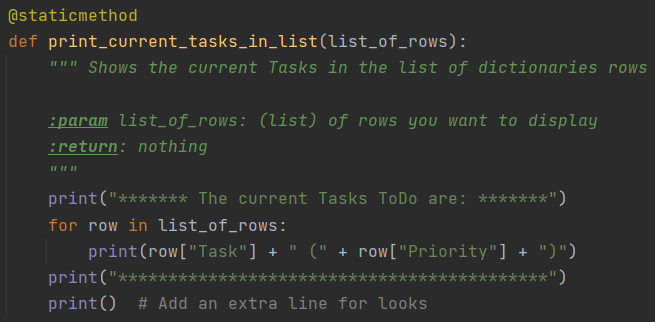 @staticmethod
def print_current_tasks_in_list(list_of_rows):
    """ Shows the current Tasks in the list of dictionaries rows
    :param list_of_rows: (list) of rows you want to display
    :return: nothing
    """
    print("******* The current Tasks ToDo are: *******")
    for row in list_of_rows:
        print(row["Task"] + " (" + row["Priority"] + ")")
    print("*******************************************")
    print()  # Add an extra line for looks